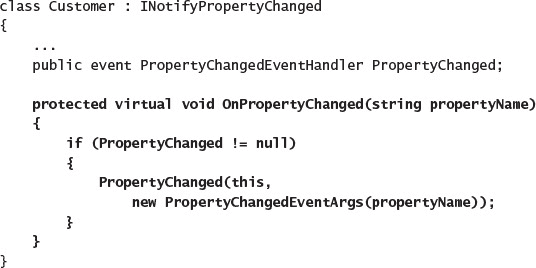 class Customer : INotifyPropertyChanged
{
    ...
    public event PropertyChangedEventHandler PropertyChanged;

    protected virtual void OnPropertyChanged(string propertyName)
    {
        if (PropertyChanged != null)
        {
            PropertyChanged(this,
                new PropertyChangedEventArgs(propertyName));
        }
    }
}